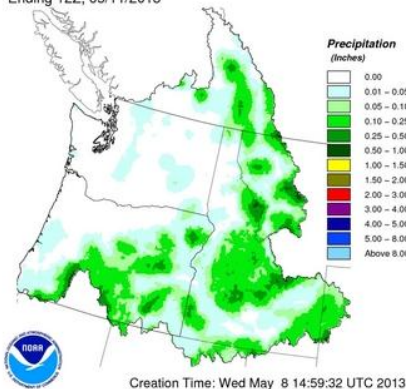 Ending 12Z, 05/11/2013
Precipitation
(Inches)
0.00
0.01 - 0.05
0.05 - 0.10
0.10 - 0.25
0.25 - 0.50
0.50 - 1.00
1.00 - 1.50
1.50 - 2.00
2.00 - 3.00
3.00 - 4.00
4.00 - 5.00
5.00 - 8.00
Above 8.00
NOAA
Creation Time: Wed May 8 14:59:32 UTC 2013